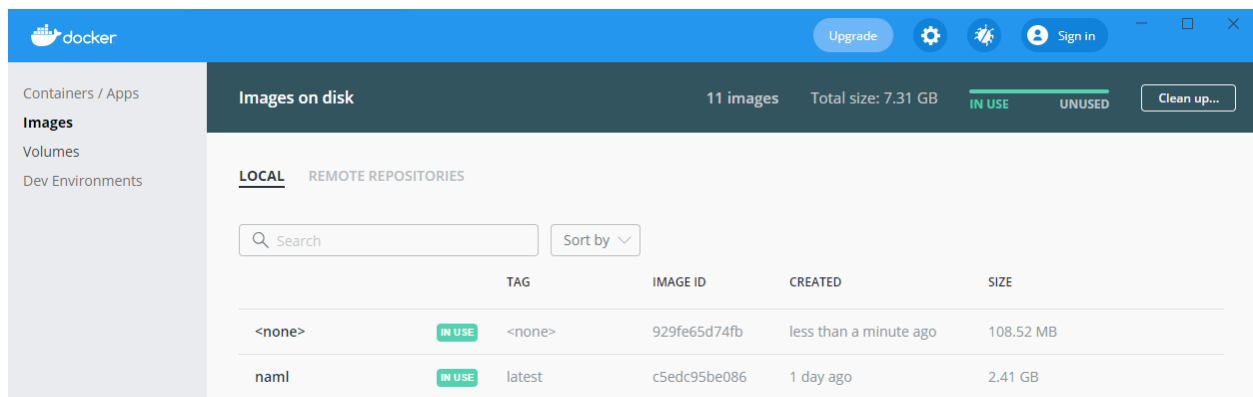 docker Upgrade Sign in
Containers / Apps
Images
Volumes
Dev Environments
Images on disk 11 images Total size: 7.31 GB IN USE UNUSED Clean up...
LOCAL REMOTE REPOSITORIES
Search Sort by
TAG IMAGE ID CREATED SIZE
<none> IN USE <none> 929fe65d74fb less than a minute ago 108.52 MB
naml IN USE latest c5edc95be086 1 day ago 2.41 GB